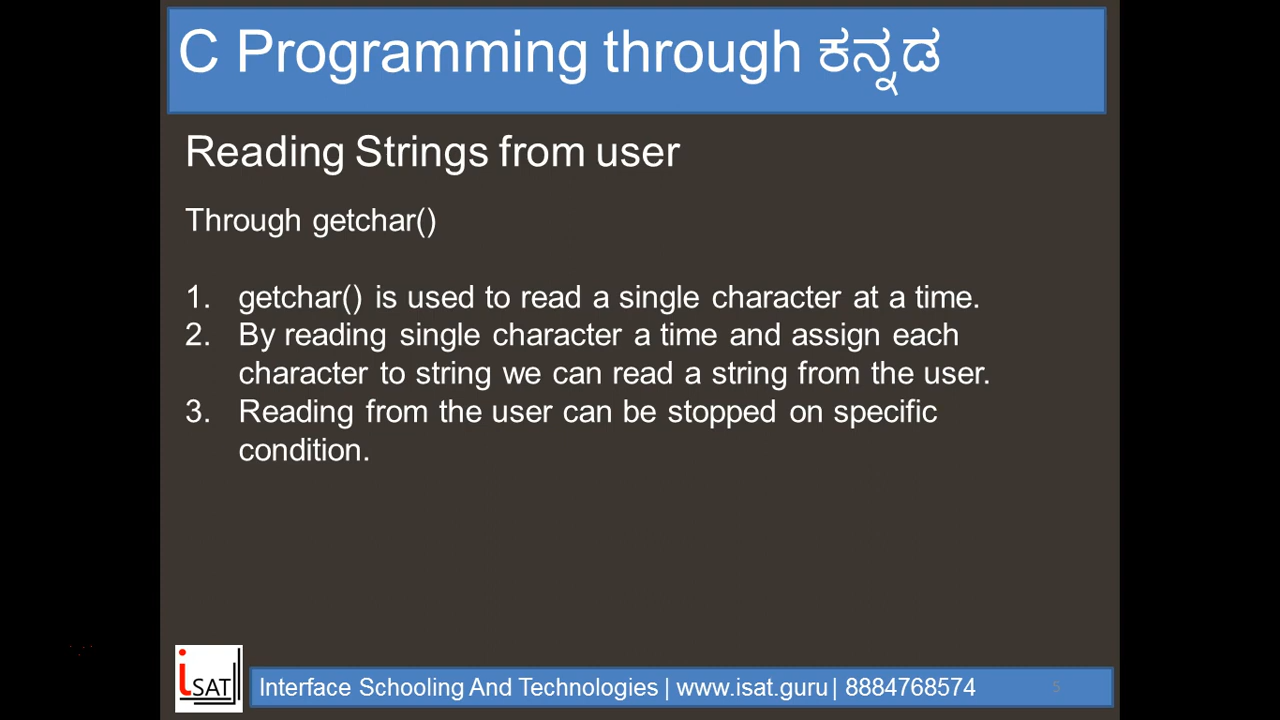 C Programming through ಕನ್ನಡ
Reading Strings from user
Through getchar()
1. getchar() is used to read a single character at a time.
2. By reading single character a time and assign each
character to string we can read a string from the user.
3. Reading from the user can be stopped on specific
condition.
iSAT
Interface Schooling And Technologies | www.isat.guru | 8884768574
5